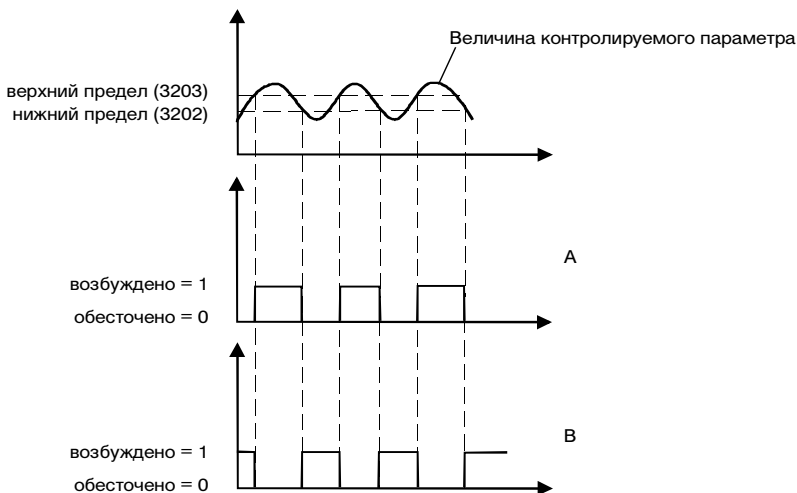 Величина контролируемого параметра
верхний предел (3203)
нижний предел (3202)
A
возбуждено = 1
обесточено = 0
B
возбуждено = 1
обесточено = 0